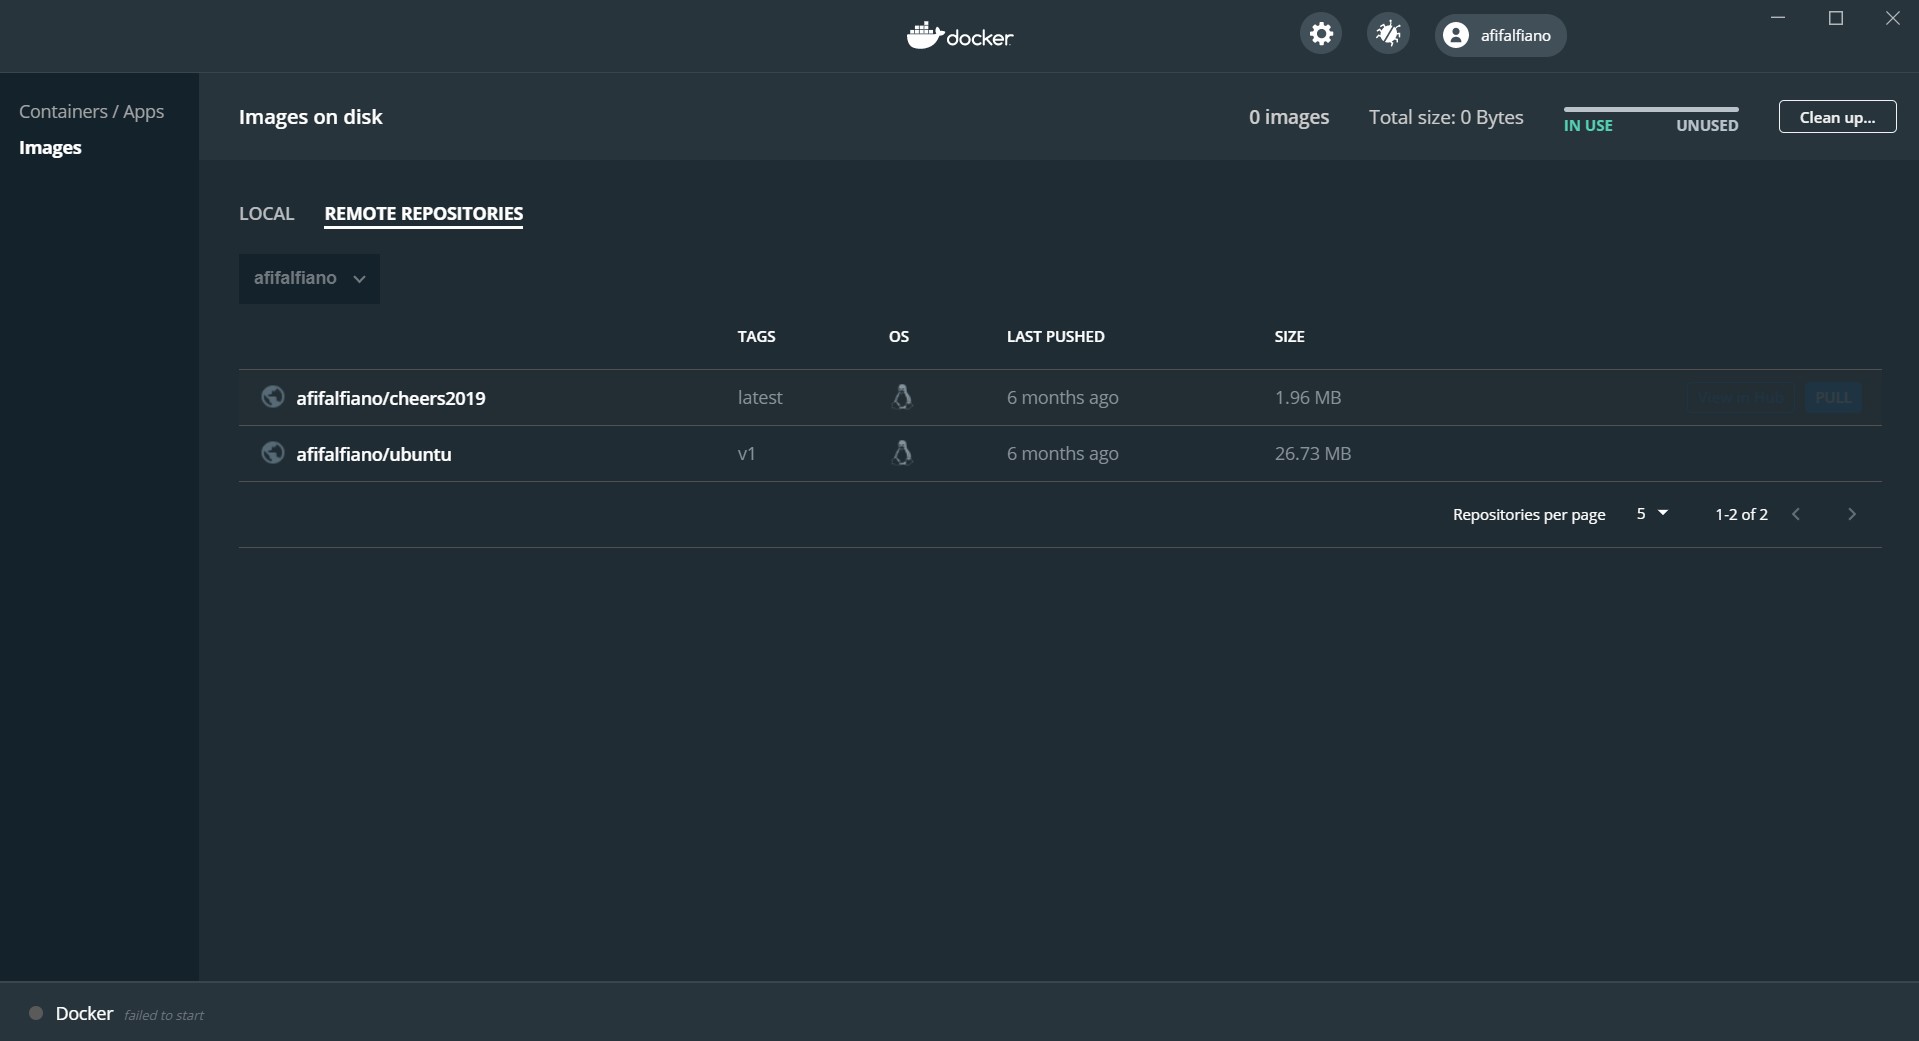 docker
afifalfiano
Containers / Apps
Images
Images on disk
0 images
Total size: 0 Bytes
IN USE
UNUSED
Clean up...
LOCAL
REMOTE REPOSITORIES
afifalfiano
TAGS
OS
LAST PUSHED
SIZE
afifalfiano/cheers2019
latest
6 months ago
1.96 MB
View in Hub
PULL
afifalfiano/ubuntu
v1
6 months ago
26.73 MB
Repositories per page
5
1-2 of 2
Docker failed to start